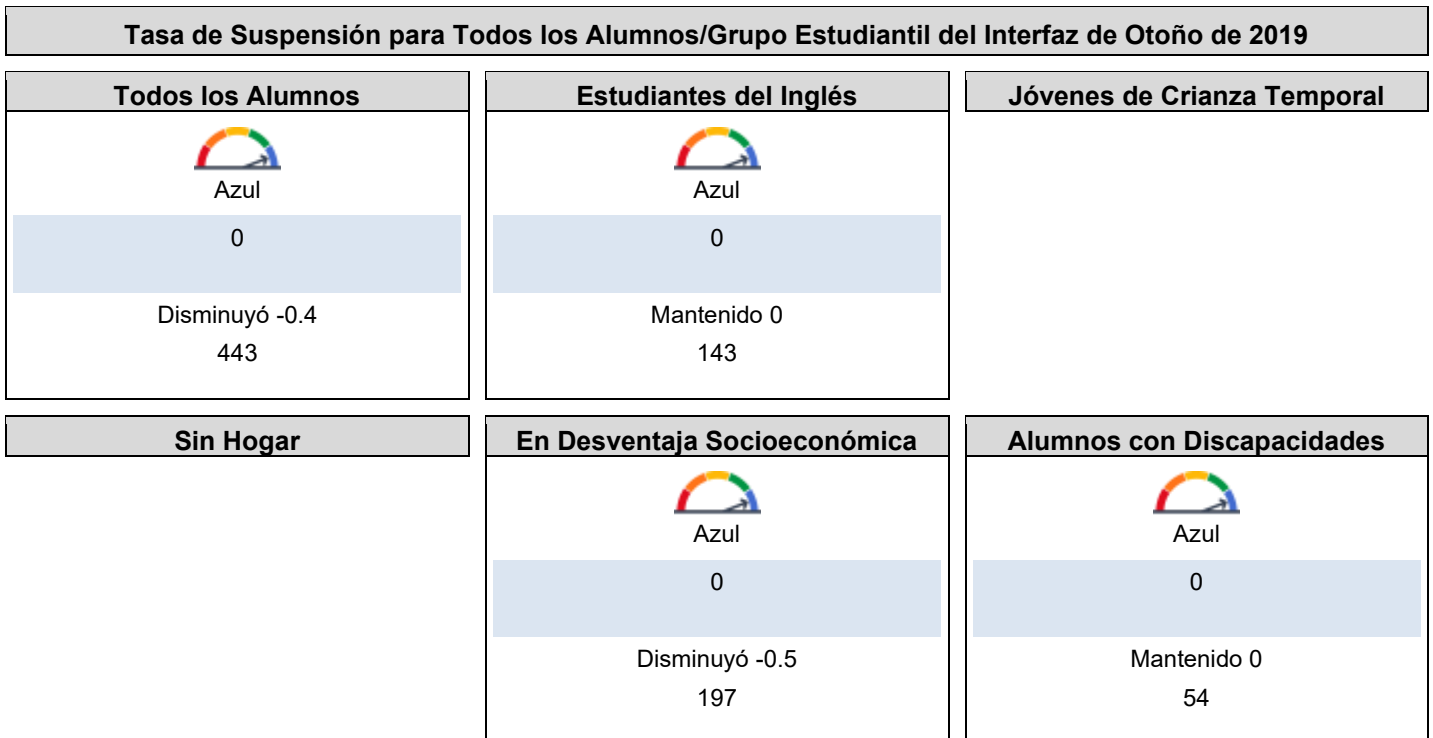 Tasa de Suspensión para Todos los Alumnos/Grupo Estudiantil del Interfaz de Otoño de 2019
Todos los Alumnos
Azul
0
Disminuyó -0.4
443
Estudiantes del Inglés
Azul
0
Mantenido 0
143
Jóvenes de Crianza Temporal
Sin Hogar
En Desventaja Socioeconómica
Azul
0
Disminuyó -0.5
197
Alumnos con Discapacidades
Azul
0
Mantenido 0
54